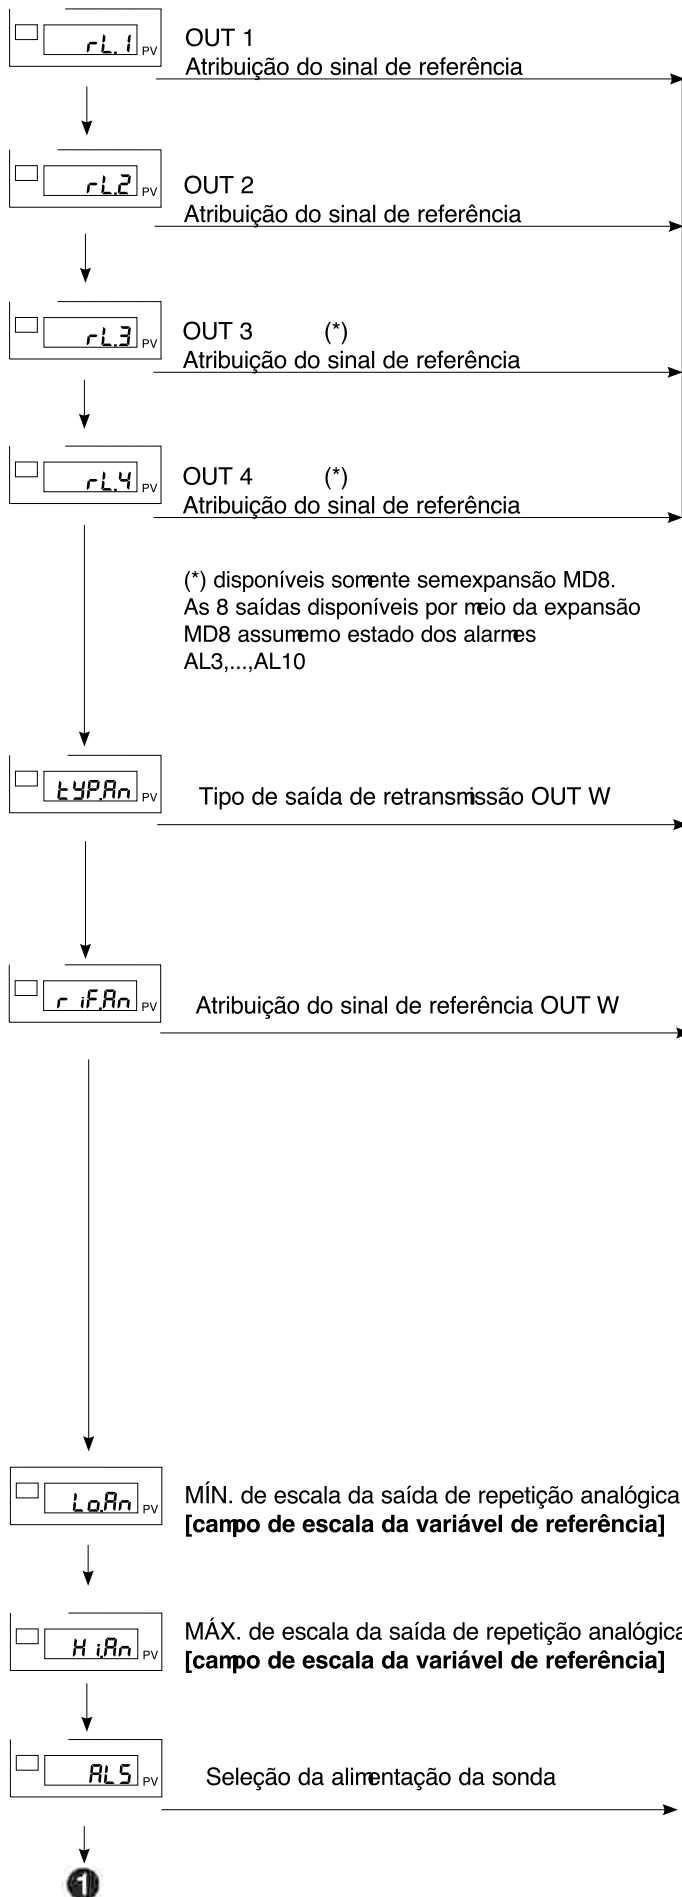 rL.1 PV
OUT 1
Atribuição do sinal de referência
rL.2 PV
OUT 2
Atribuição do sinal de referência
rL.3 PV
OUT 3 (*)
Atribuição do sinal de referência
rL.4 PV
OUT 4 (*)
Atribuição do sinal de referência
(*) disponíveis somente sem expansão MD8.
As 8 saídas disponíveis por meio da expansão
MD8 assumem o estado dos alarmes
AL3,...,AL10
tYP.An PV
Tipo de saída de retransmissão OUT W
r iF.An PV
Atribuição do sinal de referência OUT W
Lo.An PV
MÍN. de escala da saída de repetição analógica
[campo de escala da variável de referência]
H i.An PV
MÁX. de escala da saída de repetição analógica
[campo de escala da variável de referência]
ALS PV
Seleção da alimentação da sonda
1